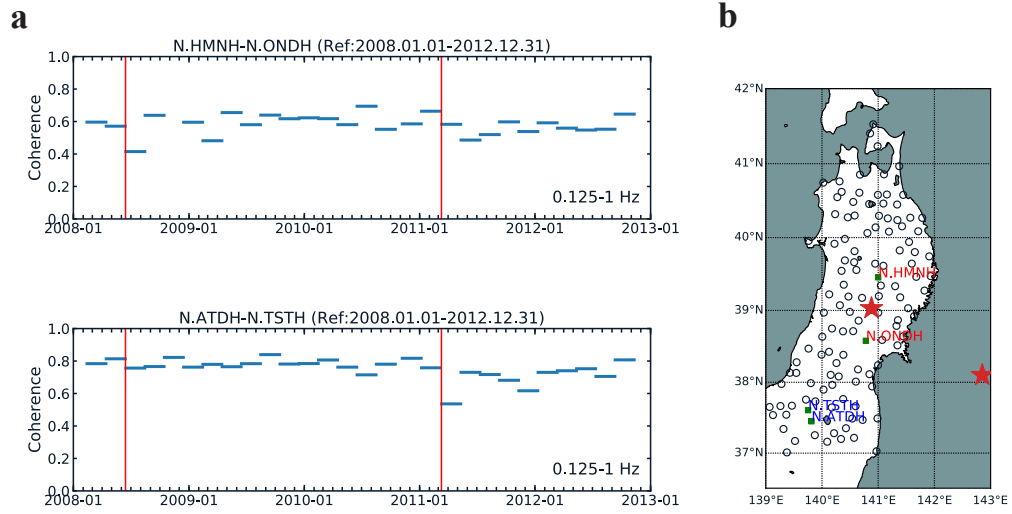 a
b
N.HMNH-N.ONDH (Ref:2008.01.01-2012.12.31)
1.0
0.8
0.6
0.4
0.2
0.0
Coherence
0.125-1 Hz
2008-01
2009-01
2010-01
2011-01
2012-01
2013-01
N.ATDH-N.TSTH (Ref:2008.01.01-2012.12.31)
1.0
0.8
0.6
0.4
0.2
0.0
Coherence
0.125-1 Hz
2008-01
2009-01
2010-01
2011-01
2012-01
2013-01
42°N
41°N
40°N
39°N
38°N
37°N
N.HMNH
N.ONDH
N.TSTH
N.ATDH
139°E
140°E
141°E
142°E
143°E